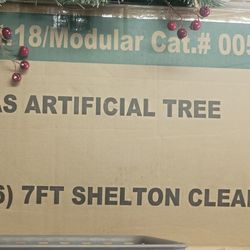 .18/Modular Cat.# 005
AS ARTIFICIAL TREE
6) 7FT SHELTON CLEA